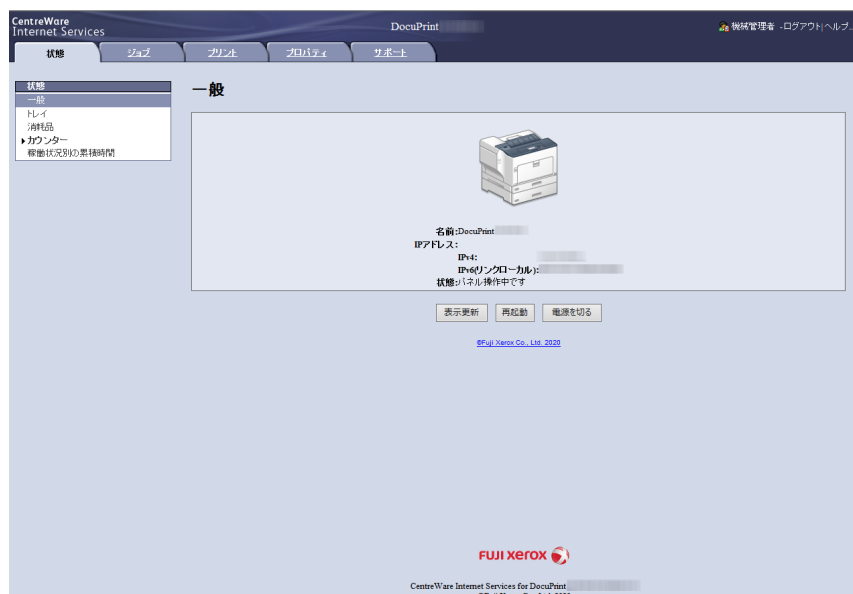 CentreWare
Internet Services
DocuPrint
機械管理者 -ログアウト|ヘルプ
状態
ジョブ
プリント
プロパティ
サポート
状態
一般
トレイ
消耗品
カウンター
稼働状況別の累積時間
一般
名前:DocuPrint
IPアドレス:
IPv4:
IPv6(リンクローカル):
状態:パネル操作中です
表示更新
再起動
電源を切る
©Fuji Xerox Co., Ltd. 2020
FUJI XEROX
CentreWare Internet Services for DocuPrint